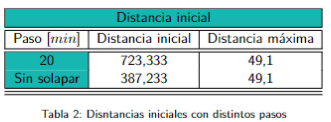 Distancia inicial
Paso [min] Distancia inicial Distancia máxima
20 723,333 49,1
Sin solapar 387,233 49,1
Tabla 2: Disntancias iniciales con distintos pasos